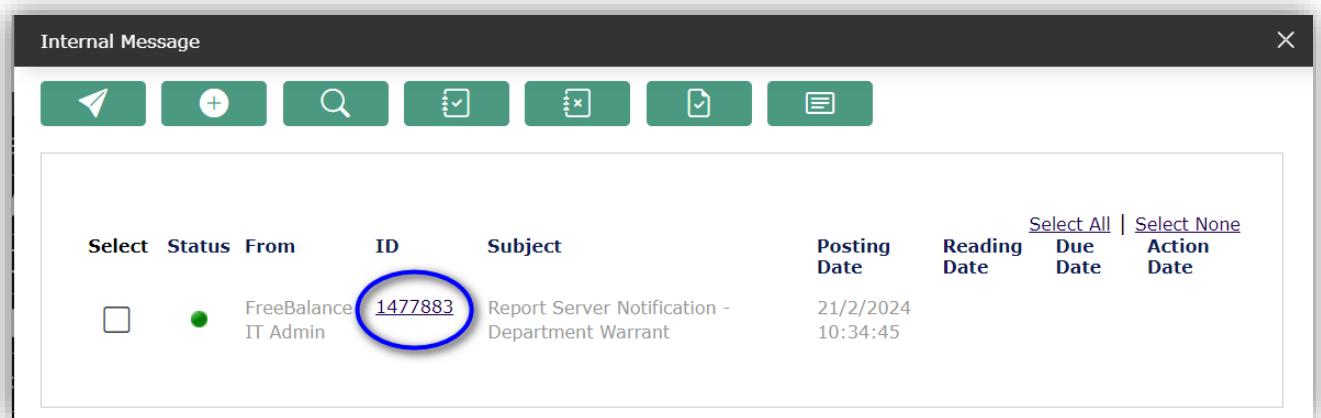 Internal Message
Select All | Select None
Select Status From ID Subject Posting Date Reading Date Due Date Action Date
FreeBalance IT Admin 1477883 Report Server Notification - Department Warrant 21/2/2024 10:34:45